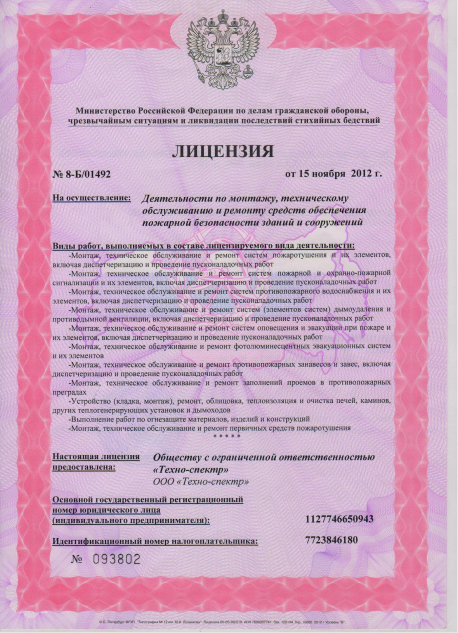 Министерство Российской Федерации по делам гражданской обороны,
чрезвычайным ситуациям и ликвидации последствий стихийных бедствий
ЛИЦЕНЗИЯ
№ 8-Б/01492 от 15 ноября 2012 г.
На осуществление: Деятельности по монтажу, техническому
обслуживанию и ремонту средств обеспечения
пожарной безопасности зданий и сооружений
Виды работ, выполняемых в составе лицензируемого вида деятельности:
-Монтаж, техническое обслуживание и ремонт систем пожаротушения и их элементов,
включая диспетчеризацию и проведение пусконаладочных работ
-Монтаж, техническое обслуживание и ремонт систем пожарной и охранно-пожарной
сигнализации и их элементов, включая диспетчеризацию и проведение пусконаладочных работ
-Монтаж, техническое обслуживание и ремонт систем противопожарного водоснабжения и их
элементов, включая диспетчеризацию и проведение пусконаладочных работ
-Монтаж, техническое обслуживание и ремонт систем (элементов систем) дымоудаления и
противодымной вентиляции, включая диспетчеризацию и проведение пусконаладочных работ
-Монтаж, техническое обслуживание и ремонт систем оповещения и эвакуации при пожаре и
их элементов, включая диспетчеризацию и проведение пусконаладочных работ
-Монтаж, техническое обслуживание и ремонт фотолюминесцентных эвакуационных систем
и их элементов
-Монтаж, техническое обслуживание и ремонт противопожарных занавесов и завес, включая
диспетчеризацию и проведение пусконаладочных работ
-Монтаж, техническое обслуживание и ремонт заполнений проемов в противопожарных
преградах
-Устройство (кладка, монтаж), ремонт, облицовка, теплоизоляция и очистка печей, каминов,
других теплогенерирующих установок и дымоходов
-Выполнение работ по огнезащите материалов, изделий и конструкций
-Монтаж, техническое обслуживание и ремонт первичных средств пожаротушения
* * * * *
Настоящая лицензия Обществу с ограниченной ответственностью
предоставлена: «Техно-спектр»
ООО «Техно-спектр»
Основной государственный регистрационный
номер юридического лица
(индивидуального предпринимателя): 1127746650943
Идентификационный номер налогоплательщика: 7723846180
№ 093802